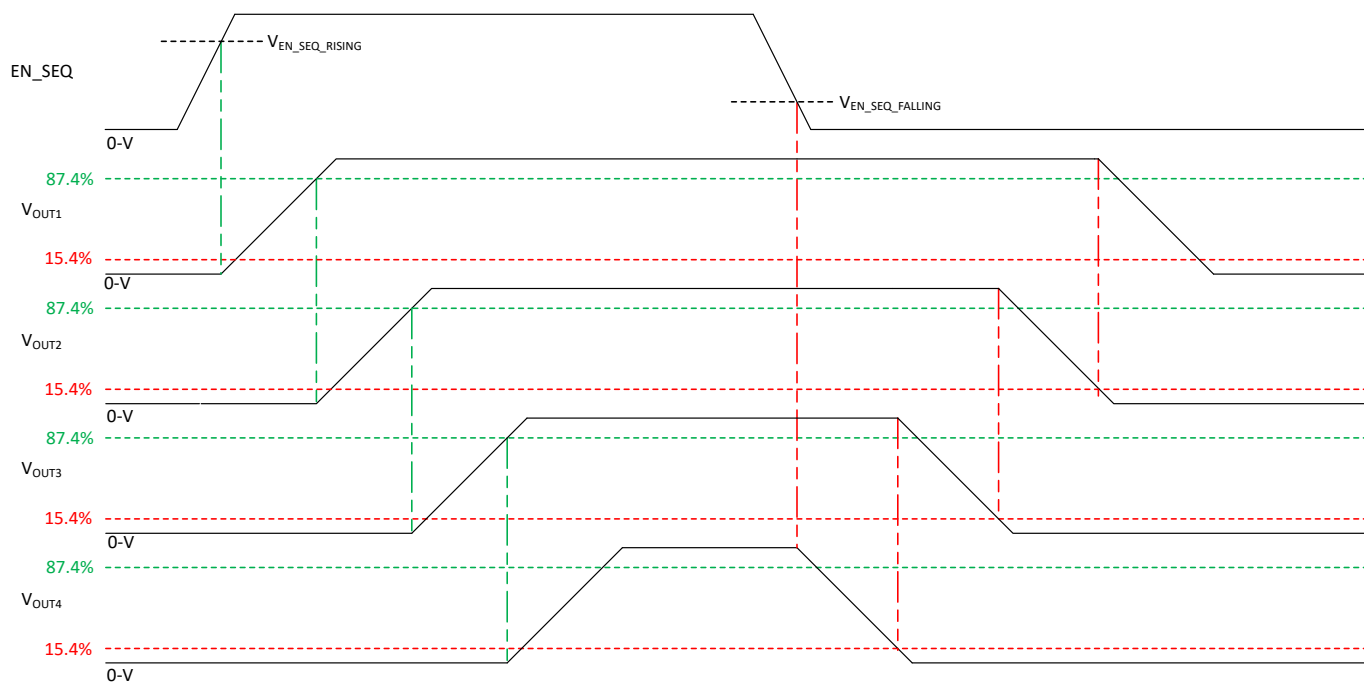 V_EN_SEQ_RISING
EN_SEQ
V_EN_SEQ_FALLING
0-V
87.4%
V_OUT1
15.4%
0-V
87.4%
V_OUT2
15.4%
0-V
87.4%
V_OUT3
15.4%
0-V
87.4%
V_OUT4
15.4%
0-V